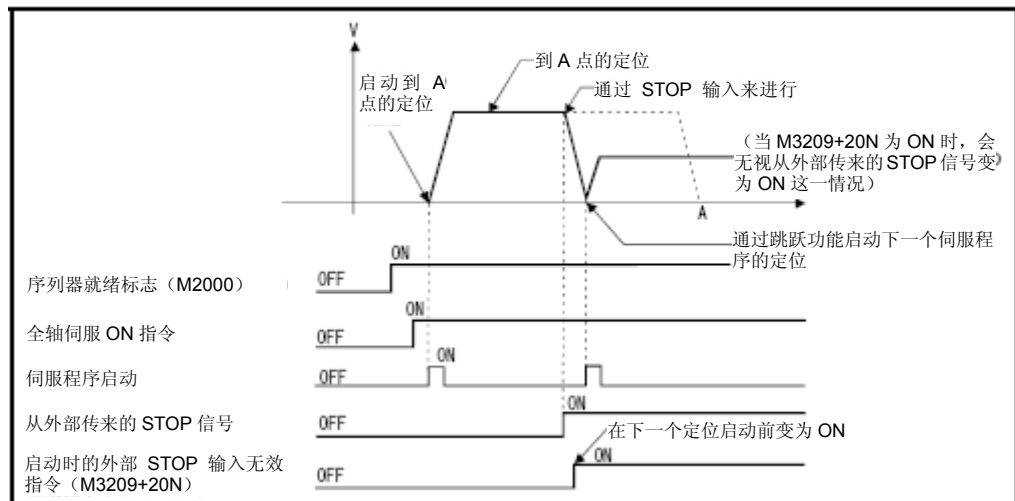 V
到 A 点的定位
启动到 A
点的定位
通过 STOP 输入来进行
（当 M3209+20N 为 ON 时，会
无视从外部传来的 STOP 信号变
为 ON 这一情况）
A
通过跳跃功能启动下一个伺服程
序的定位
ON
序列器就绪标志（M2000）
OFF
ON
全轴伺服 ON 指令
OFF
ON
伺服程序启动
OFF
ON
从外部传来的 STOP 信号
OFF
在下一个定位启动前变为 ON
ON
启动时的外部 STOP 输入无效
指令（M3209+20N）
OFF